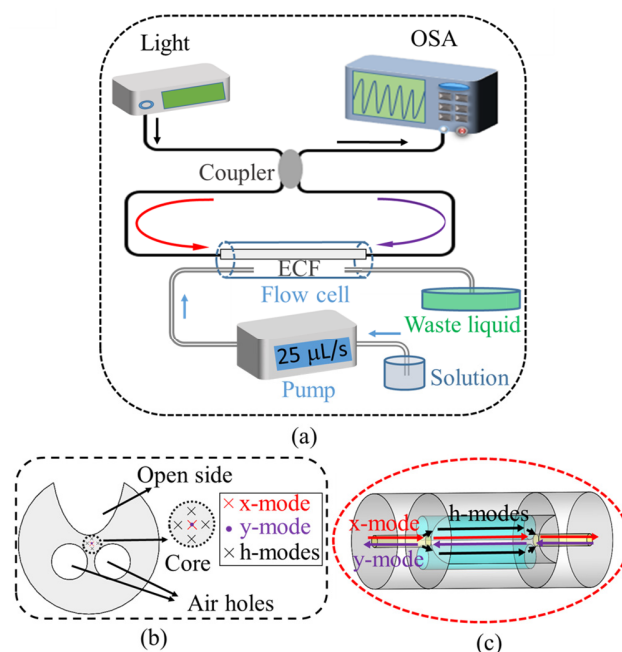 Light
OSA
Coupler
ECF
Flow cell
Waste liquid
25 μL/s
Pump
Solution
(a)
Open side
x-mode
y-mode
h-modes
Core
Air holes
(b)
h-modes
x-mode
y-mode
(c)